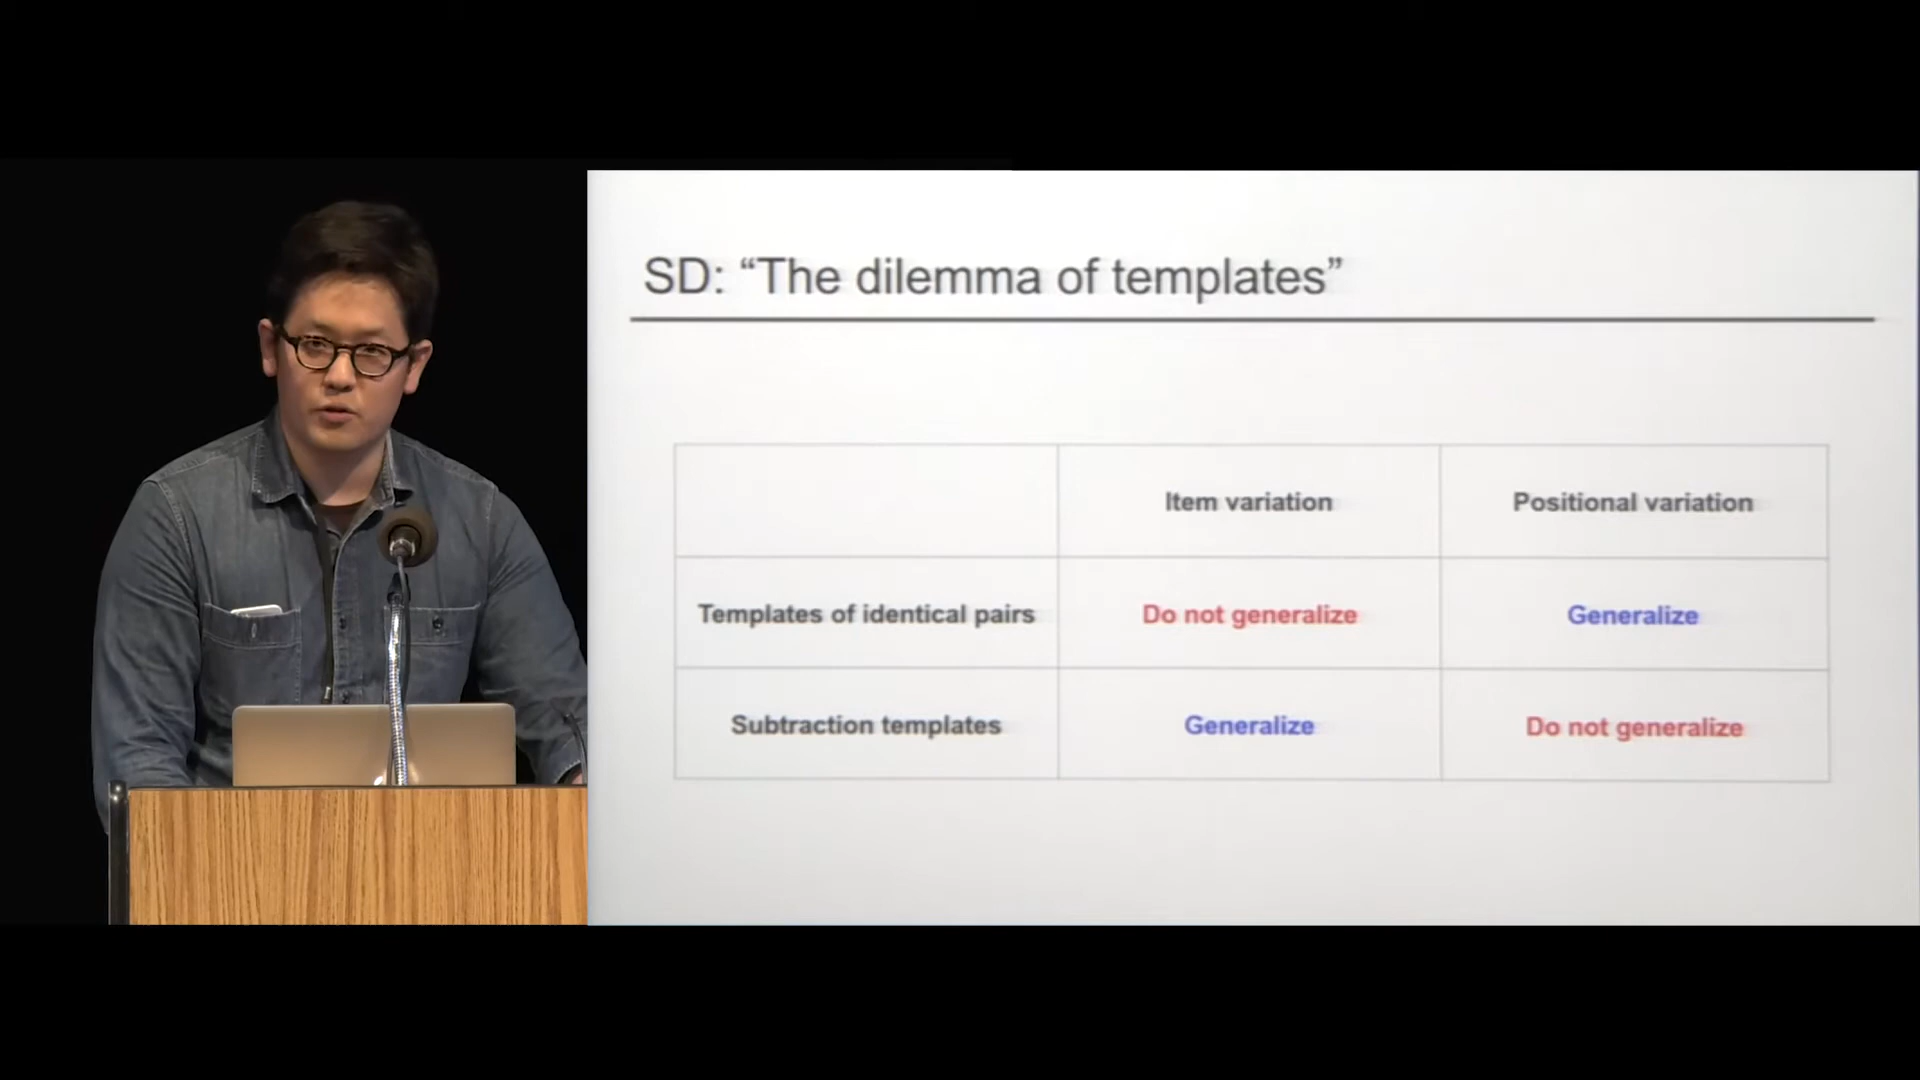 SD: “The dilemma of templates”
Item variation Positional variation
Templates of identical pairs Do not generalize Generalize
Subtraction templates Generalize Do not generalize